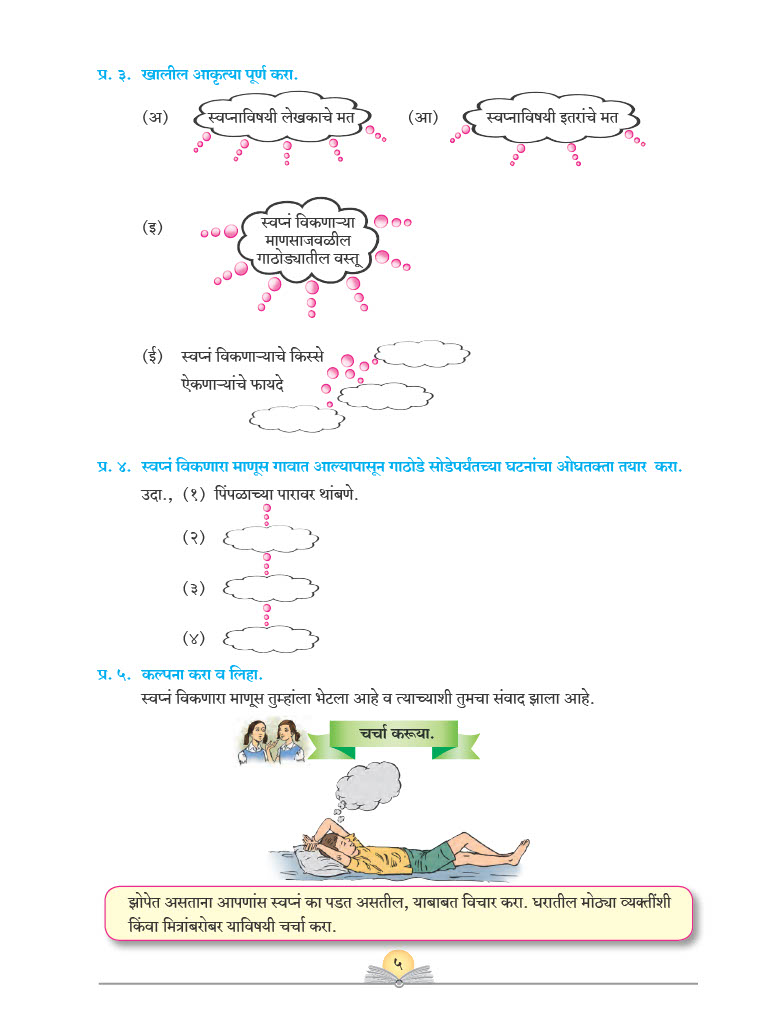 प्र. ३. खालील आकृत्या पूर्ण करा.
(अ) स्वप्नाविषयी लेखकाचे मत (आ) स्वप्नाविषयी इतरांचे मत
(इ) स्वप्नं विकणाऱ्या
माणसाजवळील
गाठोड्यातील वस्तू
(ई) स्वप्नं विकणाऱ्याचे किस्से
ऐकणाऱ्यांचे फायदे
प्र. ४. स्वप्नं विकणारा माणूस गावात आल्यापासून गाठोडे सोडेपर्यंतच्या घटनांचा ओघतक्ता तयार करा.
उदा., (१) पिंपळाच्या पारावर थांबणे.
(२)
(३)
(४)
प्र. ५. कल्पना करा व लिहा.
स्वप्नं विकणारा माणूस तुम्हांला भेटला आहे व त्याच्याशी तुमचा संवाद झाला आहे.
चर्चा करूया.
झोपेत असताना आपणांस स्वप्नं का पडत असतील, याबाबत विचार करा. घरातील मोठ्या व्यक्तींशी
किंवा मित्रांबरोबर याविषयी चर्चा करा.
५